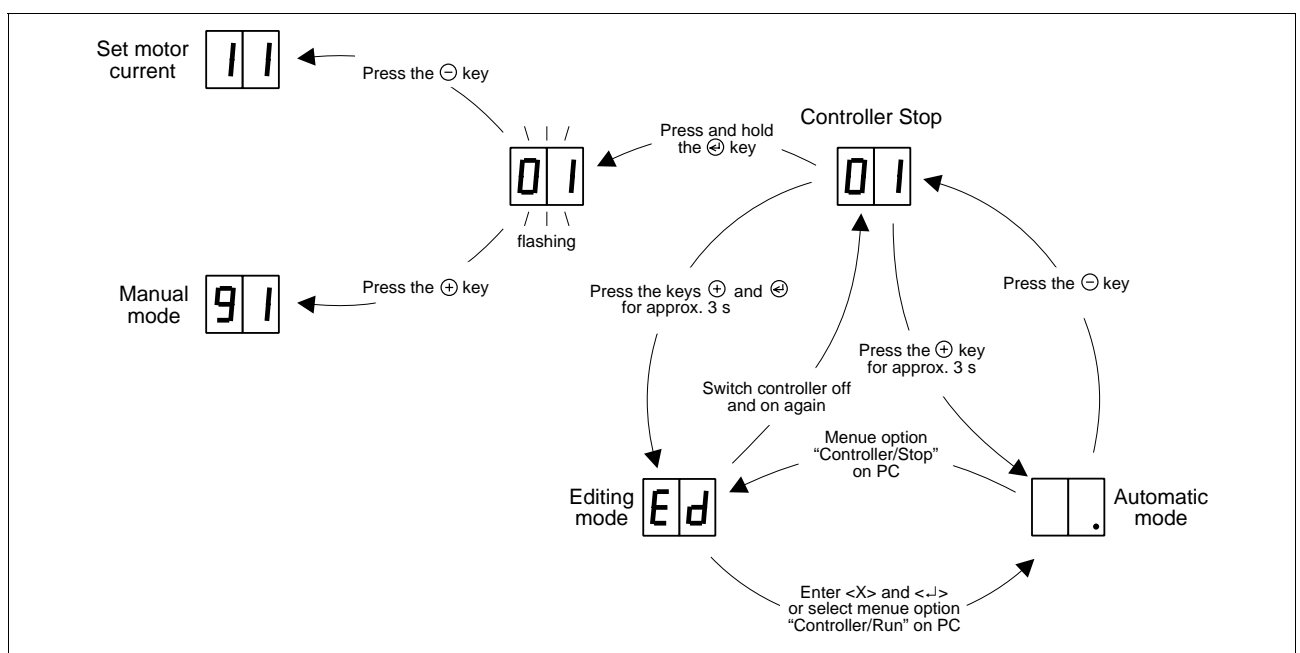 Set motor
current
11
Press the ⊖ key
01
flashing
Press and hold
the ↵ key
Controller Stop
01
Manual
mode
91
Press the ⊕ key
Press the keys ⊕ and ↵
for approx. 3 s
Press the ⊖ key
Press the ⊕ key
for approx. 3 s
Switch controller off
and on again
Menue option
“Controller/Stop”
on PC
Editing
mode
Ed
.
Automatic
mode
Enter <X> and <↵>
or select menue option
“Controller/Run” on PC